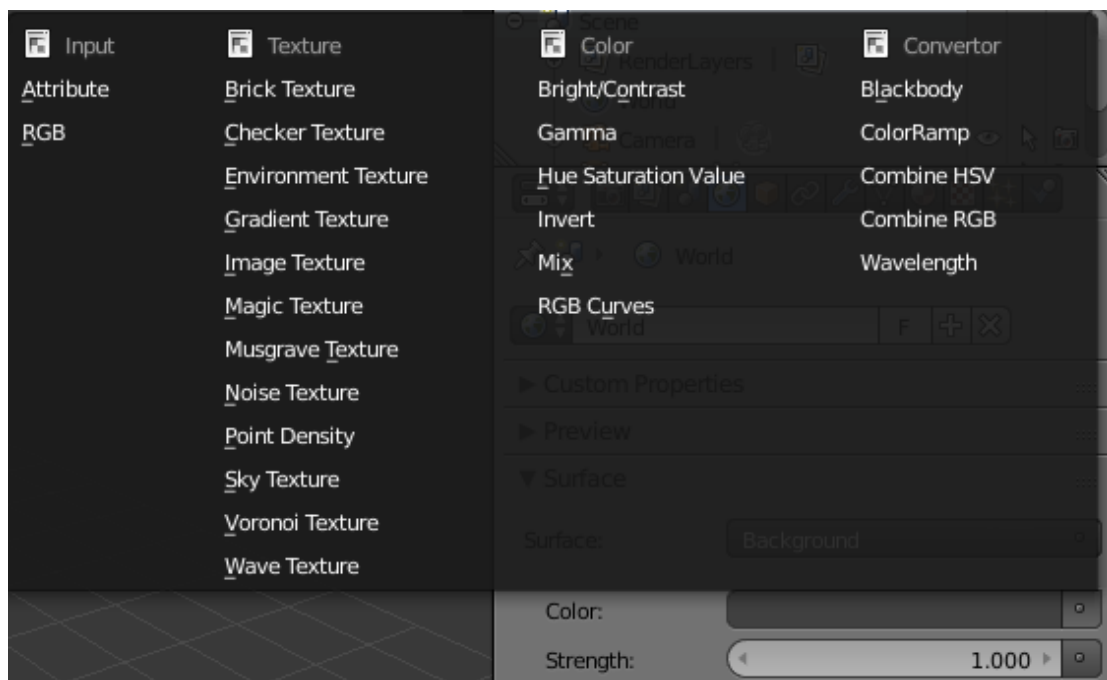 Input
Attribute
RGB
Texture
Brick Texture
Checker Texture
Environment Texture
Gradient Texture
Image Texture
Magic Texture
Musgrave Texture
Noise Texture
Point Density
Sky Texture
Voronoi Texture
Wave Texture
Color
Bright/Contrast
Gamma
Hue Saturation Value
Invert
Mix
RGB Curves
Convertor
Blackbody
ColorRamp
Combine HSV
Combine RGB
Wavelength
Scene
RenderLayers
World
Camera
World
World F
Custom Properties
Preview
Surface
Surface: Background
Color:
Strength: 1.000